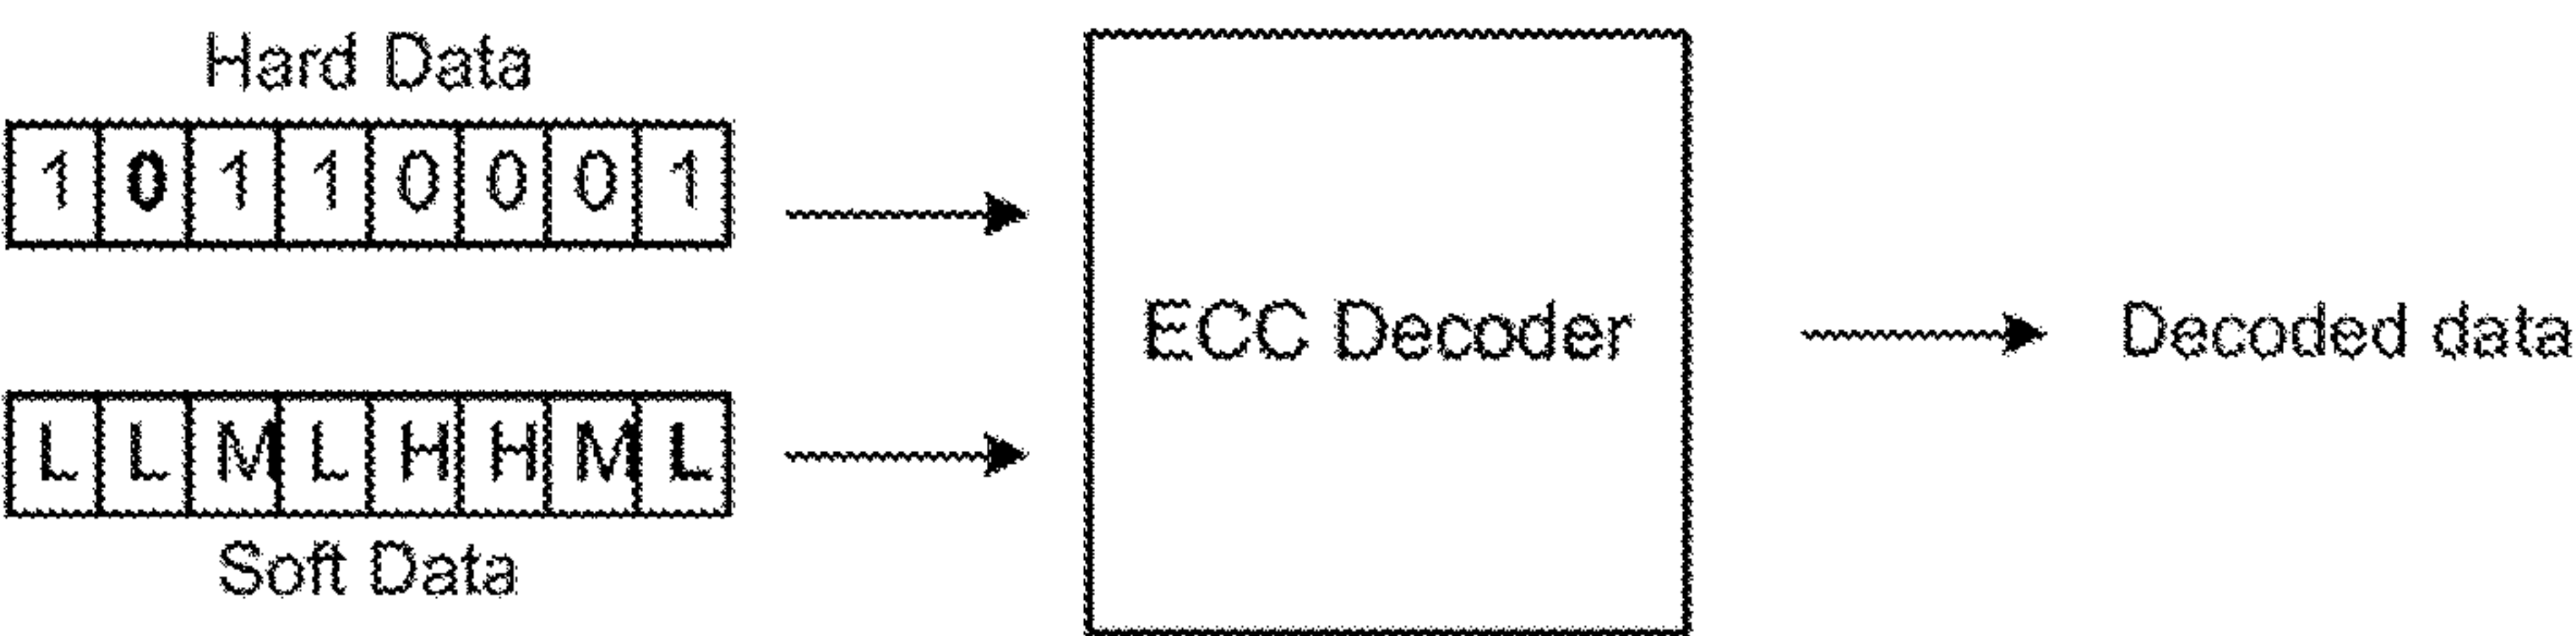 Hard Data
1 0 1 1 0 0 0 1
ECC Decoder
Decoded data
L L M L H H M L
Soft Data